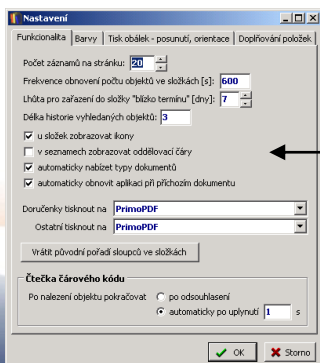 Nastavení
Funkcionalita Barvy Tisk obálek - posunutí, orientace Doplňování položek
Počet záznamů na stránku: 20
Frekvence obnovení počtu objektů ve složkách [s]: 600
Lhůta pro zařazení do složky "blízko termínu" [dny]: 7
Délka historie vyhledaných objektů: 3
u složek zobrazovat ikony
v seznamech zobrazovat oddělovací čáry
automaticky nabízet typy dokumentů
automaticky obnovit aplikaci při příchozím dokumentu
Doručenky tisknout na PrimoPDF
Ostatní tisknout na PrimoPDF
Vrátit původní pořadí sloupců ve složkách
Čtečka čárového kódu
Po nalezení objektu pokračovat po odsouhlasení
automaticky po uplynutí 1 s
OK Storno